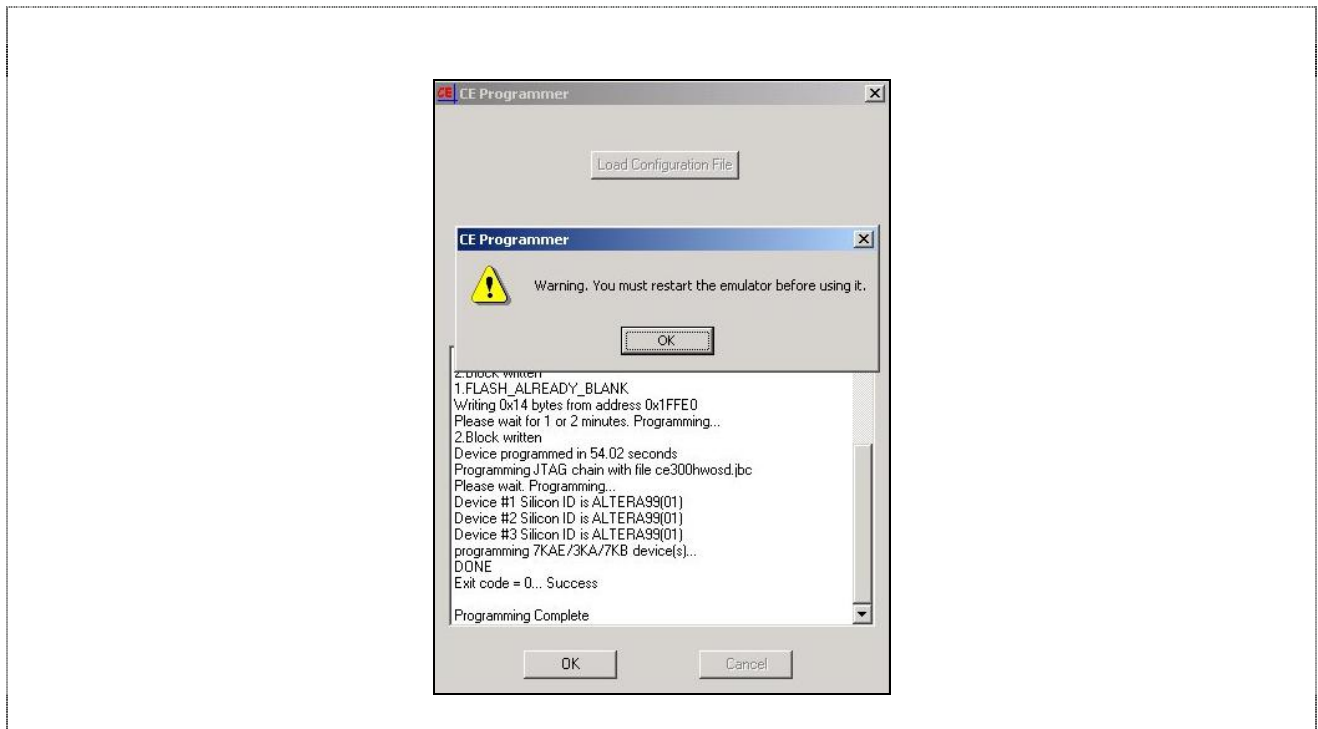 CE CE Programmer
Load Configuration File
CE Programmer
Warning. You must restart the emulator before using it.
OK
2.Block written
1.FLASH_ALREADY_BLANK
Writing 0x14 bytes from address 0x1FFE0
Please wait for 1 or 2 minutes. Programming...
2.Block written
Device programmed in 54.02 seconds
Programming JTAG chain with file ce300hwosd.jbc
Please wait. Programming...
Device #1 Silicon ID is ALTERA99(01)
Device #2 Silicon ID is ALTERA99(01)
Device #3 Silicon ID is ALTERA99(01)
programming 7KAE/3KA/7KB device(s)...
DONE
Exit code = 0... Success
Programming Complete
OK Cancel